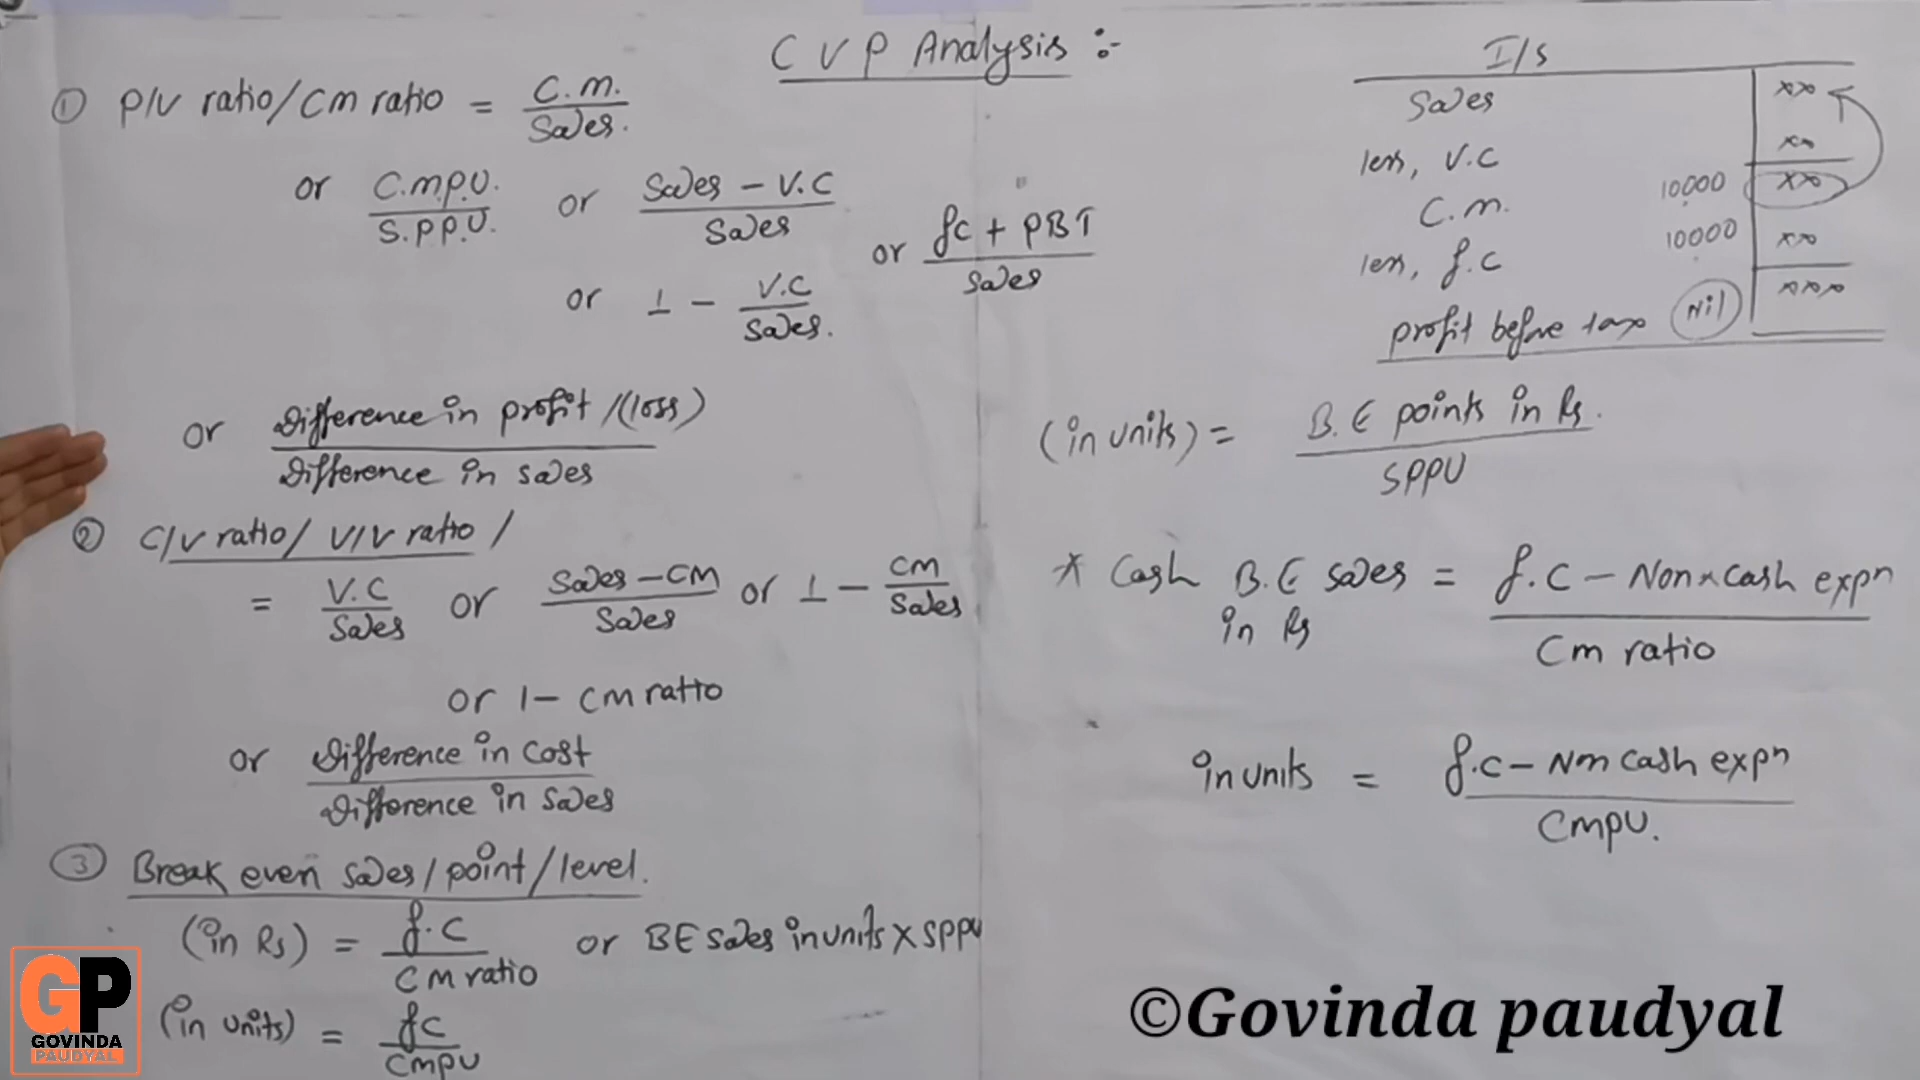 C V P Analysis :-
① P/V ratio/Cm ratio = C.m. / Sales.
or C.M.P.U. / S.P.P.U. or Sales - V.C / Sales
or 1 - V.C / Sales. or fc + PBT / Sales
or Difference in profit /(loss) / Difference in sales
② C/V ratio/ V/V ratio /
= V.C / Sales or Sales - CM / Sales or 1 - CM / Sales
or 1 - CM ratio
or Difference in cost / Difference in sales
③ Break even sales / point / level.
(in Rs) = f.C / CM ratio or BE sales in units X SPPU
(in units) = fC / CMPU
I/S
Sales xx
less, V.C xx
C.m. 10000 xx
less, f.C 10000 xx
profit before tax Nil xxx
(in units) = B.E points in Rs. / SPPU
* Cash B.E sales in Rs = f.C - Non x cash expn / Cm ratio
in units = f.C - Non cash expn / CMPU.
GP
GOVINDA
PAUDYAL
©Govinda paudyal